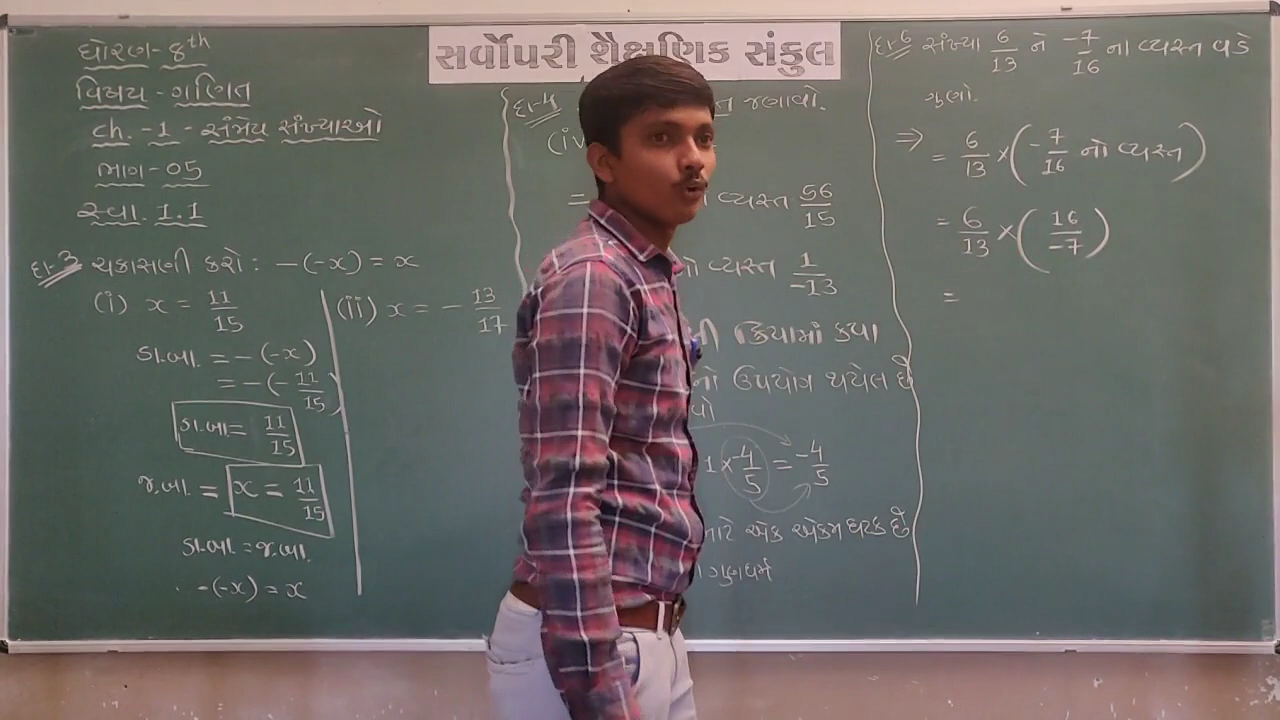 સર્વોપરી શૈક્ષણિક સંકુલ
ધોરણ - 8th
વિષય - ગણિત
ch. - 1 - સંમેય સંખ્યાઓ
ભાગ - 05
સ્વા. 1.1
દા-3 ચકાસણી કરો : -(-x) = x
(i) x = 11/15
ડા.બા. = -(-x)
= -(-11/15)
ડા.બા = 11/15
જ.બા. = x = 11/15
ડા.બા = જ.બા.
-(-x) = x
(ii) x = - 13/17
દા-4 જણાવો.
(iv
= વ્યસ્ત 56/15
વ્યસ્ત 1/-13
ક્રિયામાં કયા
નો ઉપયોગ થયેલ છે
1 × -4/5 = -4/5
માટે એક એકમ ઘટક છે
ગુણધર્મ
દા-6 સંખ્યા 6/13 ને -7/16 ના વ્યસ્ત વડે
ગુણો.
⇒ = 6/13 × (-7/16 નો વ્યસ્ત)
= 6/13 × (16/-7)
=